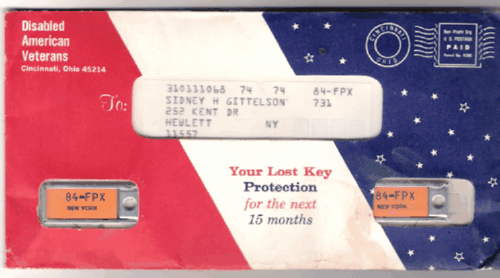 Disabled
American
Veterans
Cincinnati, Ohio 45214
CINCINNATI
OHIO
Non-Profit Org
U.S. POSTAGE
PAID
To:
310111068 74 74 84-FPX
SIDNEY H GITTELSON 731
252 KENT DR
HEWLETT NY
11557
Your Lost Key
Protection
for the next
15 months
84-FPX
NEW YORK
84-FPX
NEW YORK